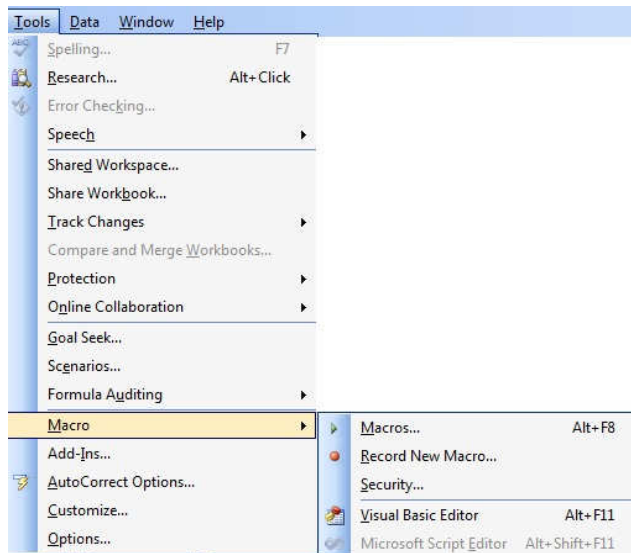 Tools Data Window Help
ABC Spelling... F7
Research... Alt+Click
Error Checking...
Speech
Shared Workspace...
Share Workbook...
Track Changes
Compare and Merge Workbooks...
Protection
Online Collaboration
Goal Seek...
Scenarios...
Formula Auditing
Macro
Macros... Alt+F8
Add-Ins...
Record New Macro...
AutoCorrect Options...
Security...
Customize...
Visual Basic Editor Alt+F11
Options...
Microsoft Script Editor Alt+Shift+F11